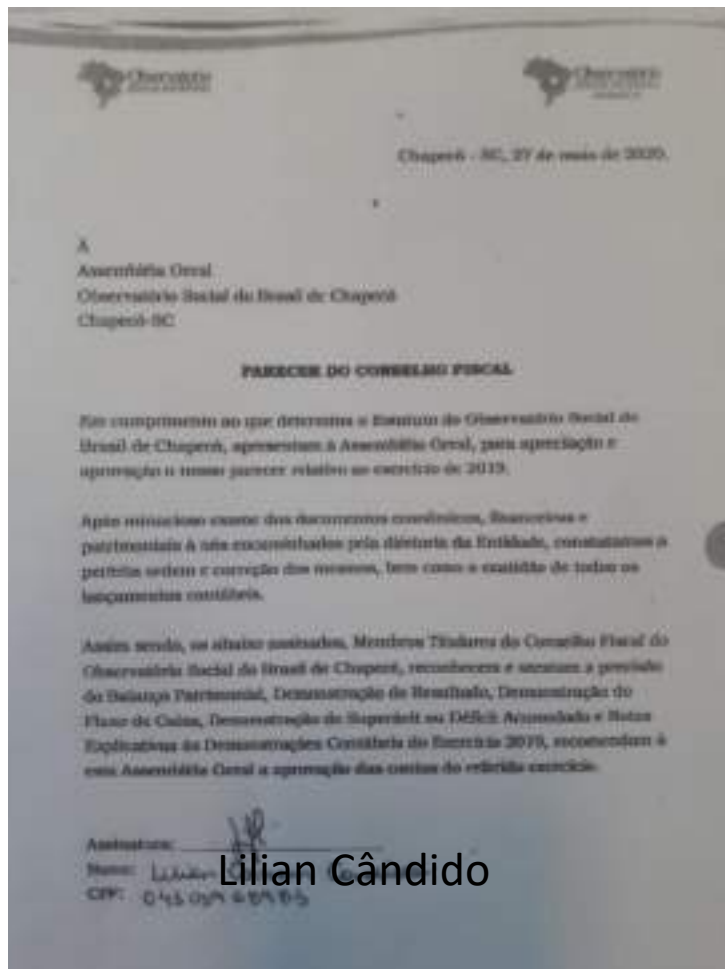 Observatório
Observatório
Chapecó - SC, 27 de maio de 2020.
À
Assembléia Geral
Observatório Social do Brasil de Chapecó
Chapecó-SC
PARECER DO CONSELHO FISCAL
Em cumprimento ao que determina o Estatuto do Observatório Social do
Brasil de Chapecó, apresentam à Assembléia Geral, para apreciação e
aprovação o nosso parecer relativo ao exercício de 2019.
Após minucioso exame dos documentos econômicos, financeiros e
patrimoniais à nós encaminhados pela diretoria da Entidade, constatamos a
perfeita ordem e correção dos mesmos, bem como a exatidão de todos os
lançamentos contábeis.
Assim sendo, os abaixo assinados, Membros Titulares do Conselho Fiscal do
Observatório Social do Brasil de Chapecó, reconhecem e atestam a precisão
do Balanço Patrimonial, Demonstração do Resultado, Demonstração do
Fluxo de Caixa, Demonstração do Superávit ou Déficit Acumulado e Notas
Explicativas às Demonstrações Contábeis do Exercício 2019, recomendam à
esta Assembléia Geral a aprovação das contas do referido exercício.
Assinatura:
Nome: Lilian Cândido
CPF: